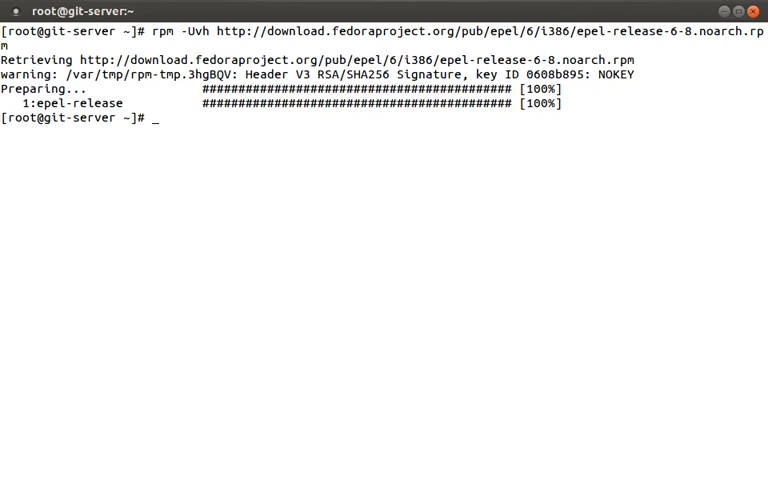 root@git-server:~
[root@git-server ~]# rpm -Uvh http://download.fedoraproject.org/pub/epel/6/i386/epel-release-6-8.noarch.rp
m
Retrieving http://download.fedoraproject.org/pub/epel/6/i386/epel-release-6-8.noarch.rpm
warning: /var/tmp/rpm-tmp.3hgBQV: Header V3 RSA/SHA256 Signature, key ID 0608b895: NOKEY
Preparing...                ########################################### [100%]
   1:epel-release           ########################################### [100%]
[root@git-server ~]# _